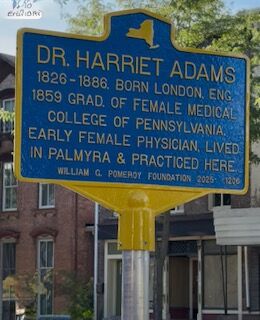 DR. HARRIET ADAMS
1826-1886. BORN LONDON, ENG.
1859 GRAD. OF FEMALE MEDICAL
COLLEGE OF PENNSYLVANIA.
EARLY FEMALE PHYSICIAN, LIVED
IN PALMYRA & PRACTICED HERE.
WILLIAM G. POMEROY FOUNDATION 2025 1206